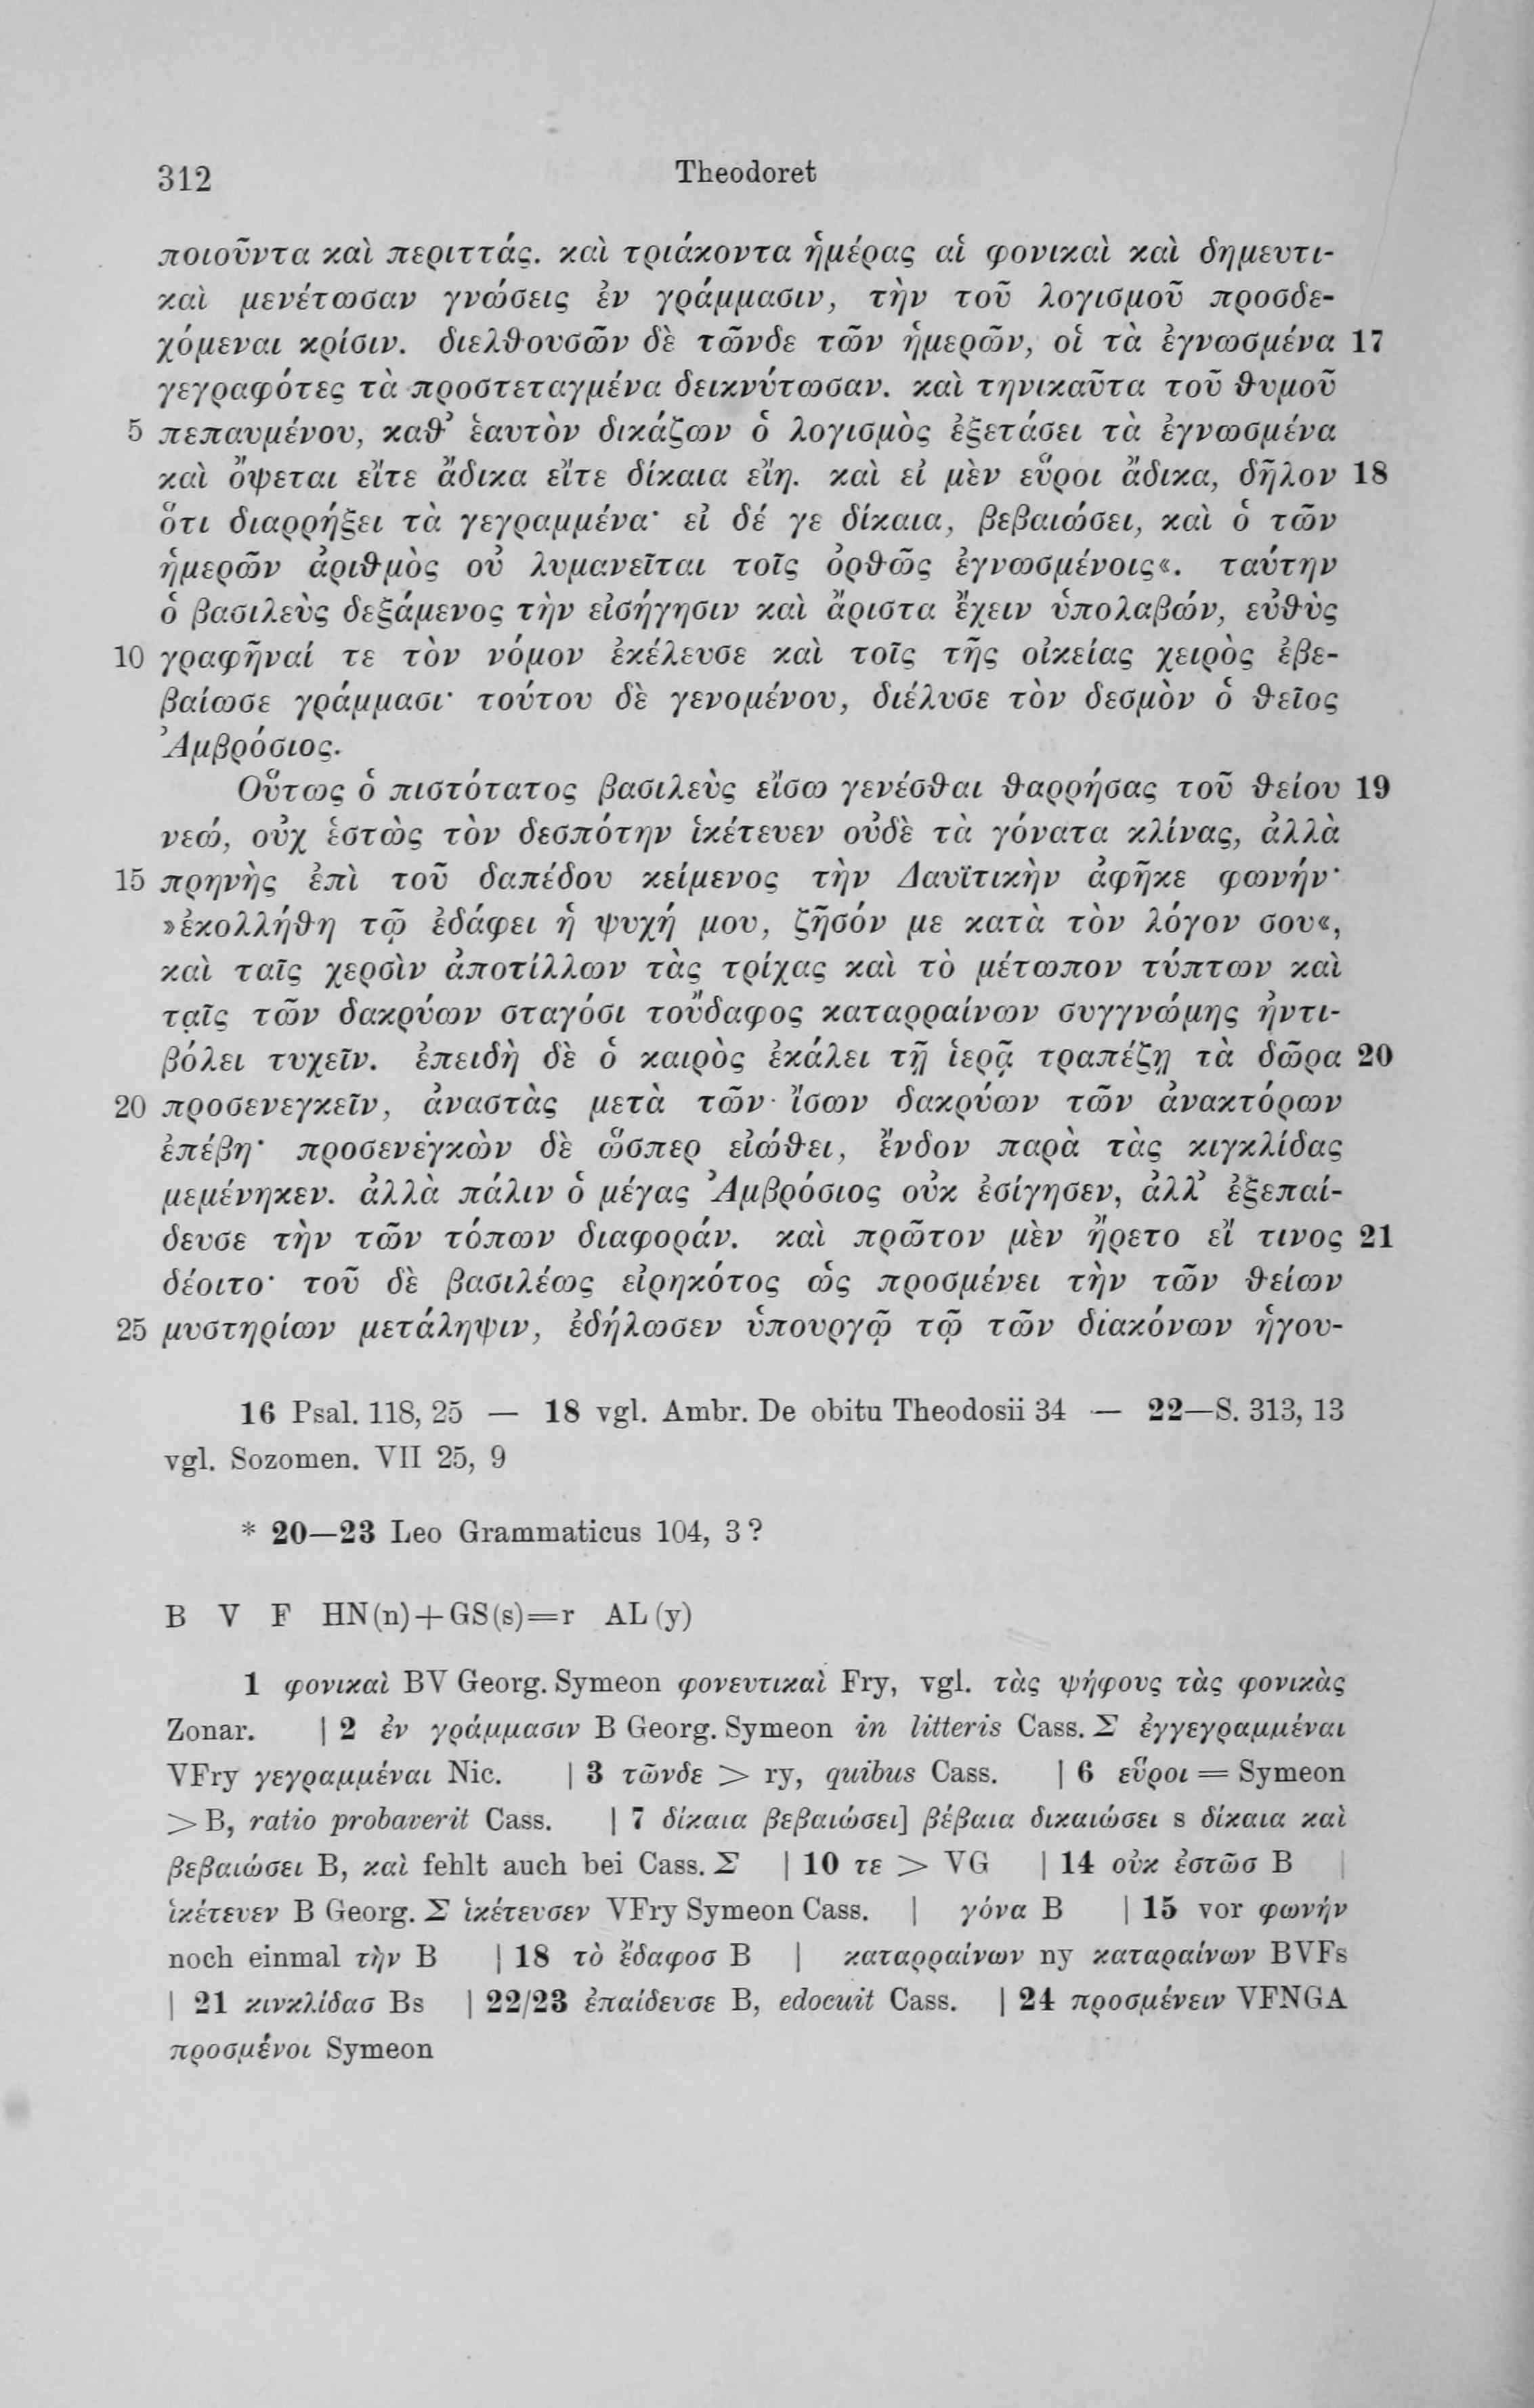 312 Theodoret
ποιοῦντα καὶ περιττάς. καὶ τριάκοντα ἡμέρας αἱ φονικαὶ καὶ δημευτι-
καὶ μενέτωσαν γνώσεις ἐν γράμμασιν, τὴν τοῦ λογισμοῦ προσδε-
χόμεναι κρίσιν. διελθουσῶν δὲ τῶνδε τῶν ἡμερῶν, οἱ τὰ ἐγνωσμένα 17
γεγραφότες τὰ προστεταγμένα δεικνύτωσαν. καὶ τηνικαῦτα τοῦ θυμοῦ
5 πεπαυμένου, καθ’ ἑαυτὸν δικάζων ὁ λογισμὸς ἐξετάσει τὰ ἐγνωσμένα
καὶ ὄψεται εἴτε ἄδικα εἴτε δίκαια εἴη. καὶ εἰ μὲν εὕροι ἄδικα, δῆλον 18
ὅτι διαρρήξει τὰ γεγραμμένα· εἰ δέ γε δίκαια, βεβαιώσει, καὶ ὁ τῶν
ἡμερῶν ἀριθμὸς οὐ λυμανεῖται τοῖς ὀρθῶς ἐγνωσμένοις«. ταύτην
ὁ βασιλεὺς δεξάμενος τὴν εἰσήγησιν καὶ ἄριστα ἔχειν ὑπολαβών, εὐθὺς
10 γραφῆναί τε τὸν νόμον ἐκέλευσε καὶ τοῖς τῆς οἰκείας χειρὸς ἐβε-
βαίωσε γράμμασι· τούτου δὲ γενομένου, διέλυσε τὸν δεσμὸν ὁ θεῖος
Ἀμβρόσιος.
Οὕτως ὁ πιστότατος βασιλεὺς εἴσω γενέσθαι θαρρήσας τοῦ θείου 19
νεώ, οὐχ ἑστὼς τὸν δεσπότην ἱκέτευεν οὐδὲ τὰ γόνατα κλίνας, ἀλλὰ
15 πρηνὴς ἐπὶ τοῦ δαπέδου κείμενος τὴν Δαυϊτικὴν ἀφῆκε φωνήν·
»ἐκολλήθη τῷ ἐδάφει ἡ ψυχή μου, ζῆσόν με κατὰ τὸν λόγον σου«,
καὶ ταῖς χερσὶν ἀποτίλλων τὰς τρίχας καὶ τὸ μέτωπον τύπτων καὶ
ταῖς τῶν δακρύων σταγόσι τοὔδαφος καταρραίνων συγγνώμης ἠντι-
βόλει τυχεῖν. ἐπειδὴ δὲ ὁ καιρὸς ἐκάλει τῇ ἱερᾷ τραπέζῃ τὰ δῶρα 20
20 προσενεγκεῖν, ἀναστὰς μετὰ τῶν ἴσων δακρύων τῶν ἀνακτόρων
ἐπέβη· προσενεγκὼν δὲ ὥσπερ εἰώθει, ἔνδον παρὰ τὰς κιγκλίδας
μεμένηκεν. ἀλλὰ πάλιν ὁ μέγας Ἀμβρόσιος οὐκ ἐσίγησεν, ἀλλ’ ἐξεπαί-
δευσε τὴν τῶν τόπων διαφοράν. καὶ πρῶτον μὲν ἤρετο εἴ τινος 21
δέοιτο· τοῦ δὲ βασιλέως εἰρηκότος ὡς προσμένει τὴν τῶν θείων
25 μυστηρίων μετάληψιν, ἐδήλωσεν ὑπουργῷ τῷ τῶν διακόνων ἡγου-
16 Psal. 118, 25 — 18 vgl. Ambr. De obitu Theodosii 34 — 22—S. 313, 13
vgl. Sozomen. VII 25, 9
* 20—23 Leo Grammaticus 104, 3?
B V F HN(n)+GS(s)=r AL(y)
1 φονικαὶ BV Georg. Symeon φονευτικαὶ Fry, vgl. τὰς ψήφους τὰς φονικὰς
Zonar. | 2 ἐν γράμμασιν B Georg. Symeon in litteris Cass. Σ ἐγγεγραμμέναι
VFry γεγραμμέναι Nic. | 3 τῶνδε > ry, quibus Cass. | 6 εὕροι = Symeon
> B, ratio probaverit Cass. | 7 δίκαια βεβαιώσει] βέβαια δικαιώσει s δίκαια καὶ
βεβαιώσει B, καὶ fehlt auch bei Cass. Σ | 10 τε > VG | 14 οὐκ ἑστῶσ B |
ἱκέτευεν B Georg. Σ ἱκέτευσεν VFry Symeon Cass. | γόνα B | 15 vor φωνήν
noch einmal τὴν B | 18 τὸ ἔδαφοσ B | καταρραίνων ny καταραίνων BVFs
| 21 κινκλίδασ Bs | 22/23 ἐπαίδευσε B, edocuit Cass. | 24 προσμένειν VFNGA
προσμένοι Symeon